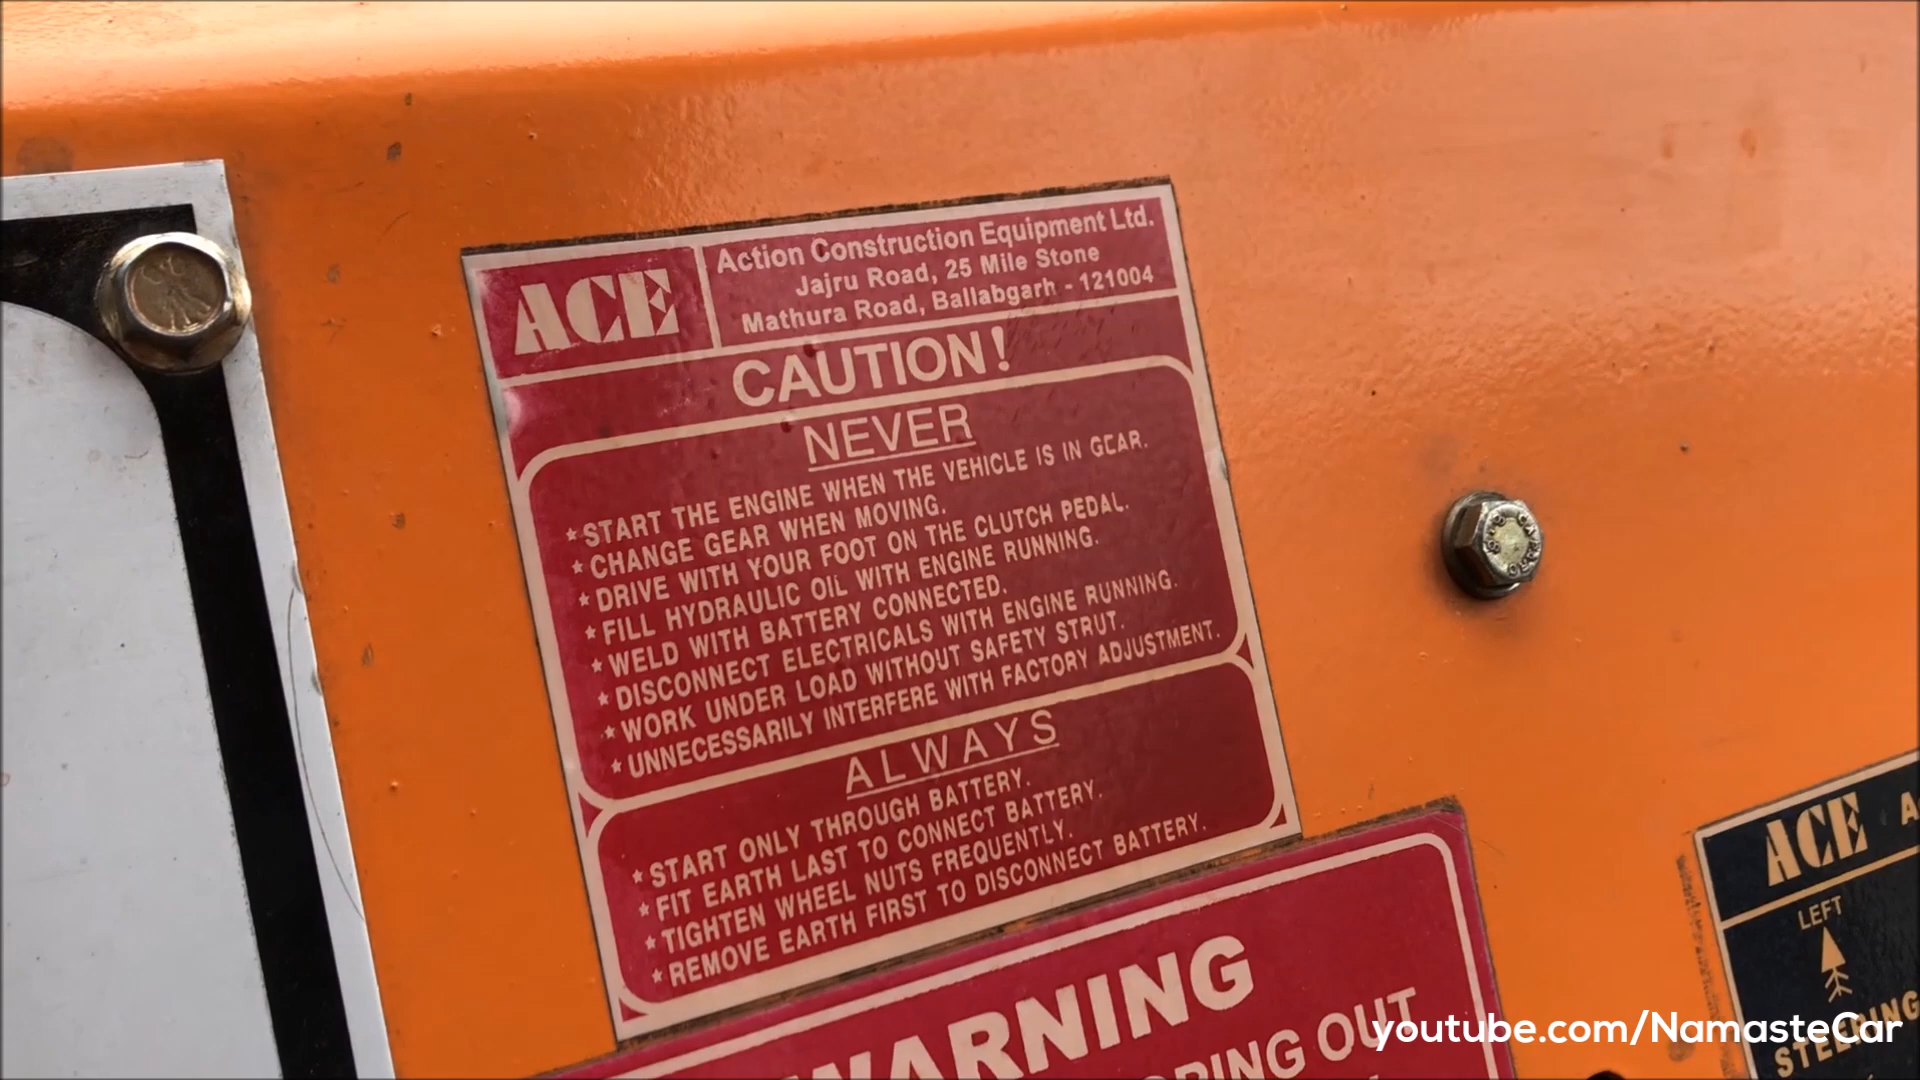 ACE
Action Construction Equipment Ltd.
Jajru Road, 25 Mile Stone
Mathura Road, Ballabgarh - 121004
CAUTION!
NEVER
★START THE ENGINE WHEN THE VEHICLE IS IN GEAR.
★CHANGE GEAR WHEN MOVING.
★DRIVE WITH YOUR FOOT ON THE CLUTCH PEDAL.
★FILL HYDRAULIC OIL WITH ENGINE RUNNING.
★WELD WITH BATTERY CONNECTED.
★DISCONNECT ELECTRICALS WITH ENGINE RUNNING.
★WORK UNDER LOAD WITHOUT SAFETY STRUT.
★UNNECESSARILY INTERFERE WITH FACTORY ADJUSTMENT.
ALWAYS
★START ONLY THROUGH BATTERY.
★FIT EARTH LAST TO CONNECT BATTERY.
★TIGHTEN WHEEL NUTS FREQUENTLY.
★REMOVE EARTH FIRST TO DISCONNECT BATTERY.
WARNING
OUT
ACE
LEFT
STEERING
youtube.com/NamasteCar